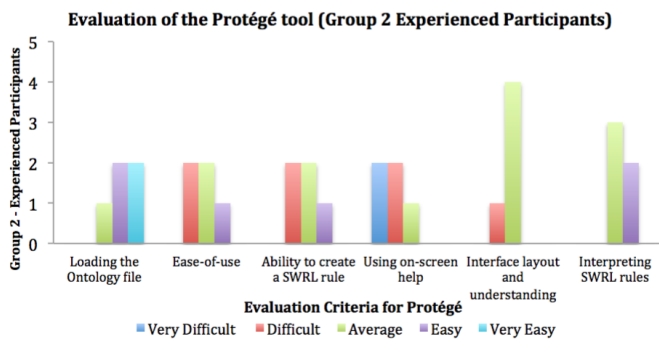 Evaluation of the Protégé tool (Group 2 Experienced Participants)
Group 2 - Experienced Participants
5
4
3
2
1
0
Loading the
Ontology file
Ease-of-use
Ability to create
a SWRL rule
Using on-screen
help
Interface layout
and
understanding
Interpreting
SWRL rules
Evaluation Criteria for Protégé
Very Difficult
Difficult
Average
Easy
Very Easy